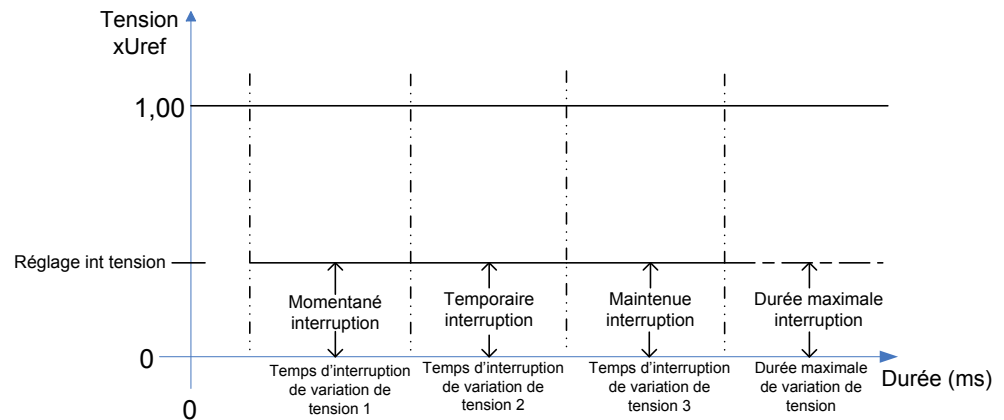 Tension
xUref
1,00
Réglage int tension
Momentané
interruption
Temporaire
interruption
Maintenue
interruption
Durée maximale
interruption
0
Temps d'interruption
de variation de
tension 1
Temps d'interruption
de variation de
tension 2
Temps d'interruption
de variation de
tension 3
Durée maximale
de variation de
tension
Durée (ms)
0